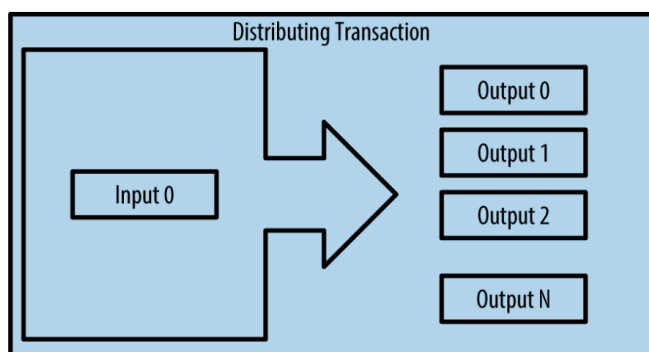 Distributing Transaction
Input 0
Output 0
Output 1
Output 2
Output N